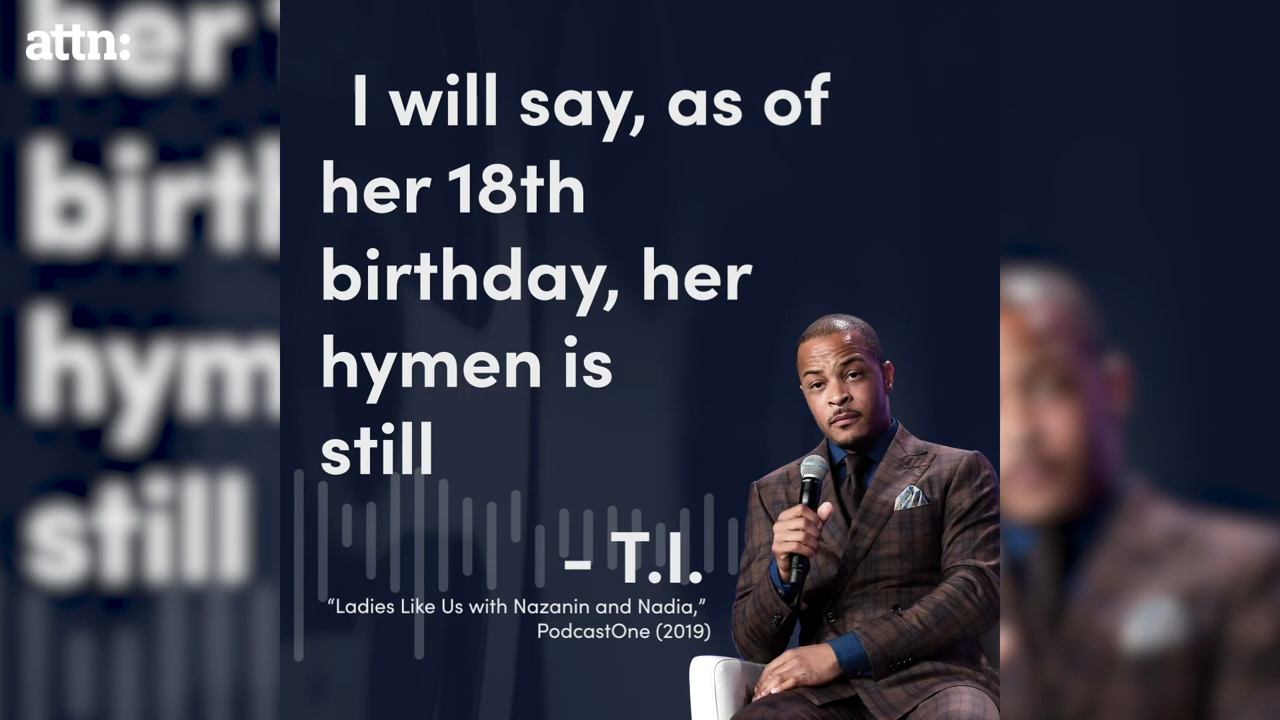 attn:
I will say, as of
her 18th
birthday, her
hymen is
still
– T.I.
“Ladies Like Us with Nazanin and Nadia,”
PodcastOne (2019)